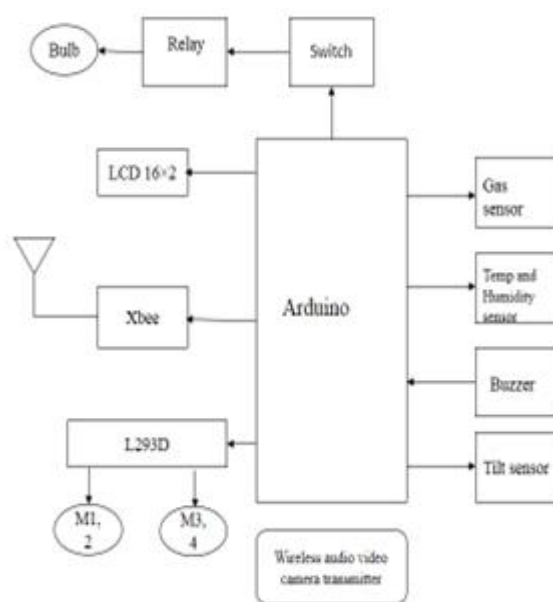 Bulb
Relay
Switch
LCD 16×2
Gas
sensor
Xbee
Arduino
Temp and
Humidity
sensor
Buzzer
L293D
Tilt sensor
M1,
2
M3,
4
Wireless audio video
camera transmitter